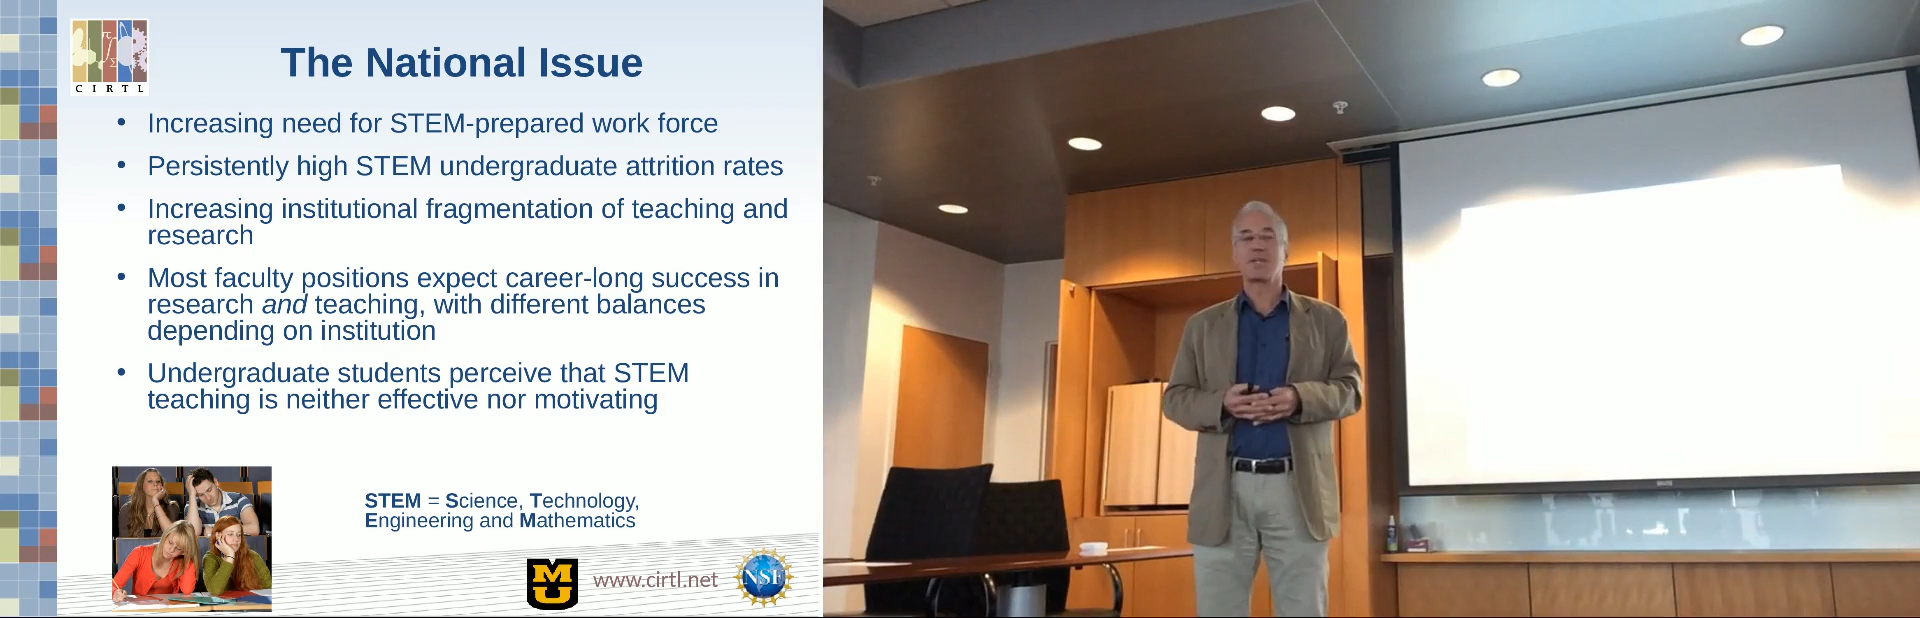 CIRTL
The National Issue
• Increasing need for STEM-prepared work force
• Persistently high STEM undergraduate attrition rates
• Increasing institutional fragmentation of teaching and
research
• Most faculty positions expect career-long success in
research and teaching, with different balances
depending on institution
• Undergraduate students perceive that STEM
teaching is neither effective nor motivating
STEM = Science, Technology,
Engineering and Mathematics
MU
www.cirtl.net
NSF